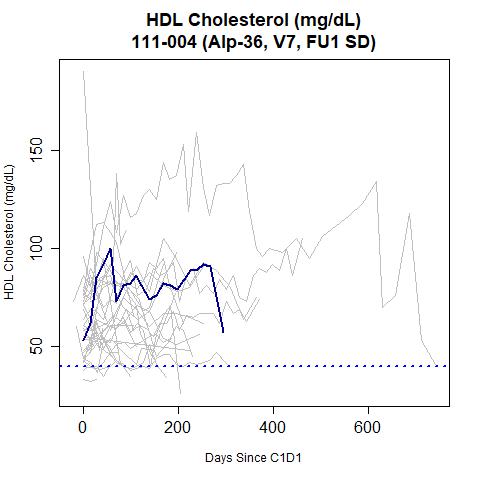 HDL Cholesterol (mg/dL)
111-004 (Alp-36, V7, FU1 SD)
HDL Cholesterol (mg/dL)
150
100
50
0
200
400
600
Days Since C1D1